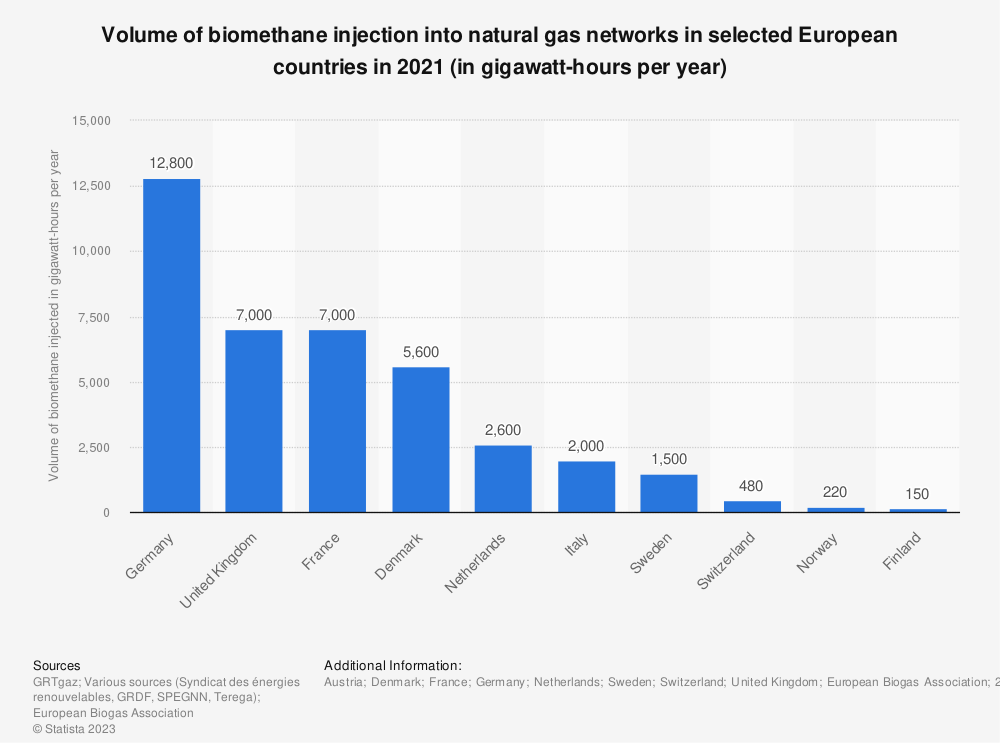 Volume of biomethane injection into natural gas networks in selected European
countries in 2021 (in gigawatt-hours per year)
Volume of biomethane injected in gigawatt-hours per year
15,000
12,500
10,000
7,500
5,000
2,500
0
12,800
7,000
7,000
5,600
2,600
2,000
1,500
480
220
150
Germany
United Kingdom
France
Denmark
Netherlands
Italy
Sweden
Switzerland
Norway
Finland
Sources
GRTgaz; Various sources (Syndicat des énergies
renouvelables, GRDF, SPEGNN, Terega);
European Biogas Association
© Statista 2023
Additional Information:
Austria; Denmark; France; Germany; Netherlands; Sweden; Switzerland; United Kingdom; European Biogas Association;